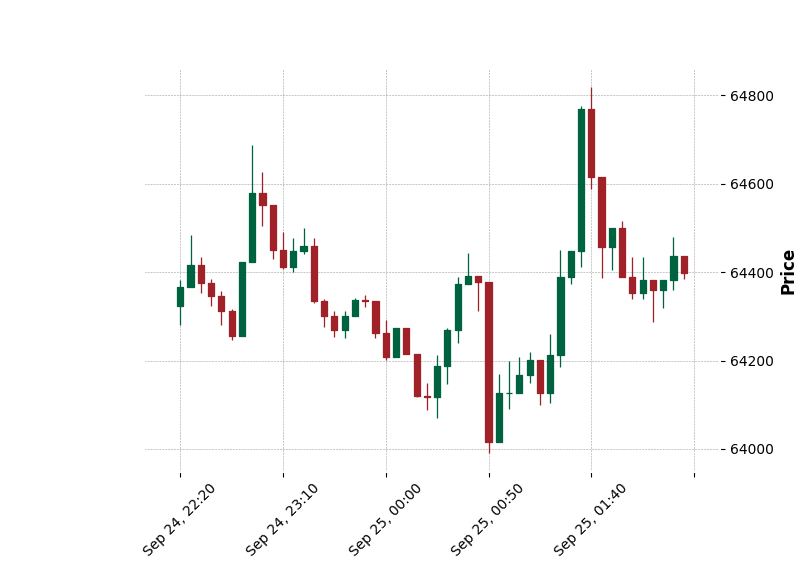 64800
64600
64400
64200
64000
Price
Sep 24, 22:20
Sep 24, 23:10
Sep 25, 00:00
Sep 25, 00:50
Sep 25, 01:40